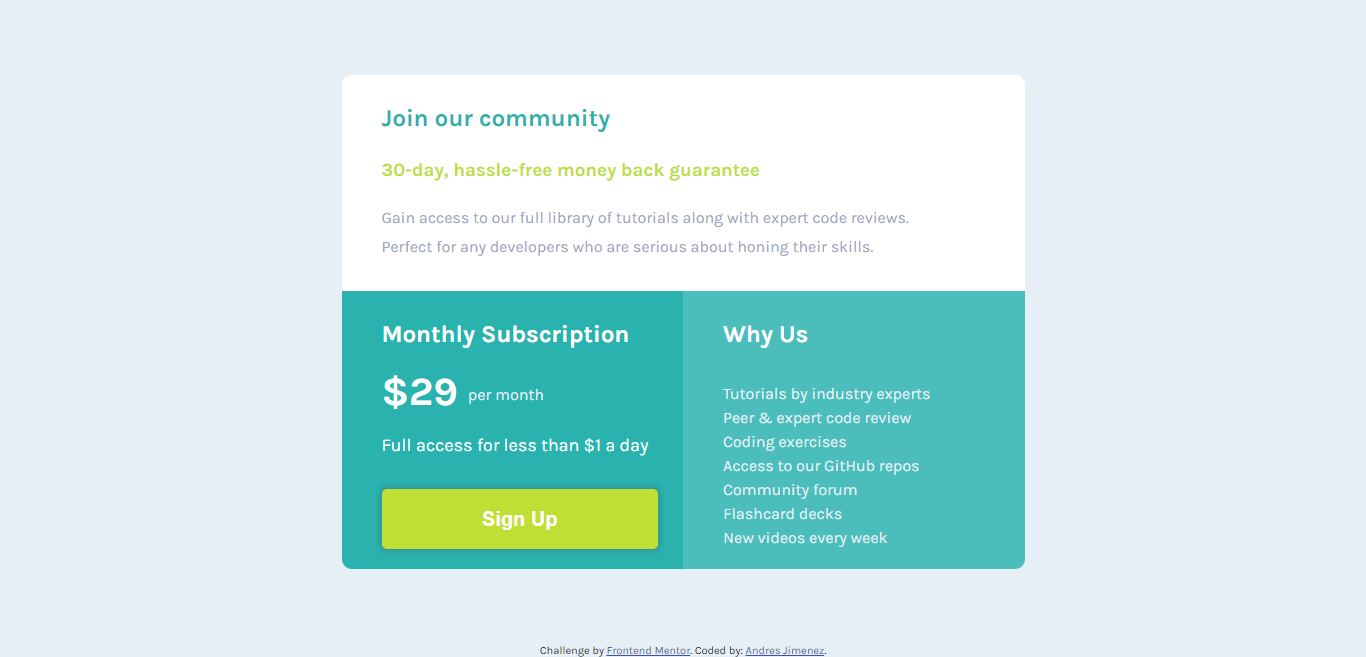 Join our community
30-day, hassle-free money back guarantee
Gain access to our full library of tutorials along with expert code reviews.
Perfect for any developers who are serious about honing their skills.
Monthly Subscription
$29 per month
Full access for less than $1 a day
Sign Up
Why Us
Tutorials by industry experts
Peer & expert code review
Coding exercises
Access to our GitHub repos
Community forum
Flashcard decks
New videos every week
Challenge by Frontend Mentor. Coded by: Andres Jimenez.